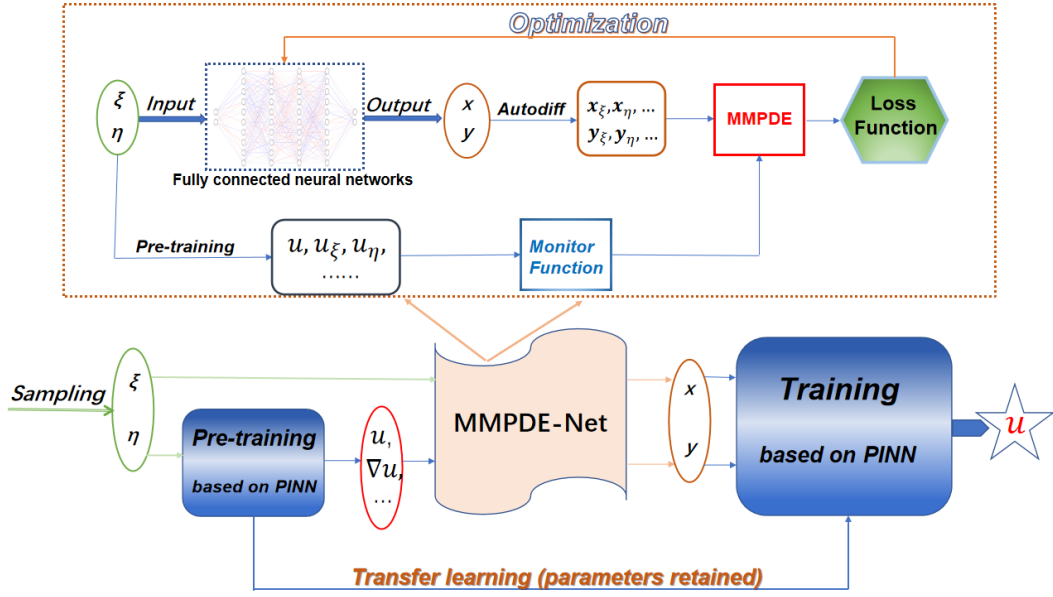 Optimization
ξ
η
Input
Fully connected neural networks
Output
x
y
Autodiff
x_ξ, x_η, ...
y_ξ, y_η, ...
MMPDE
Loss
Function
Pre-training
u, u_ξ, u_η,
......
Monitor
Function
Sampling
ξ
η
Pre-training
based on PINN
u,
∇u,
...
MMPDE-Net
x
y
Training
based on PINN
u
Transfer learning (parameters retained)